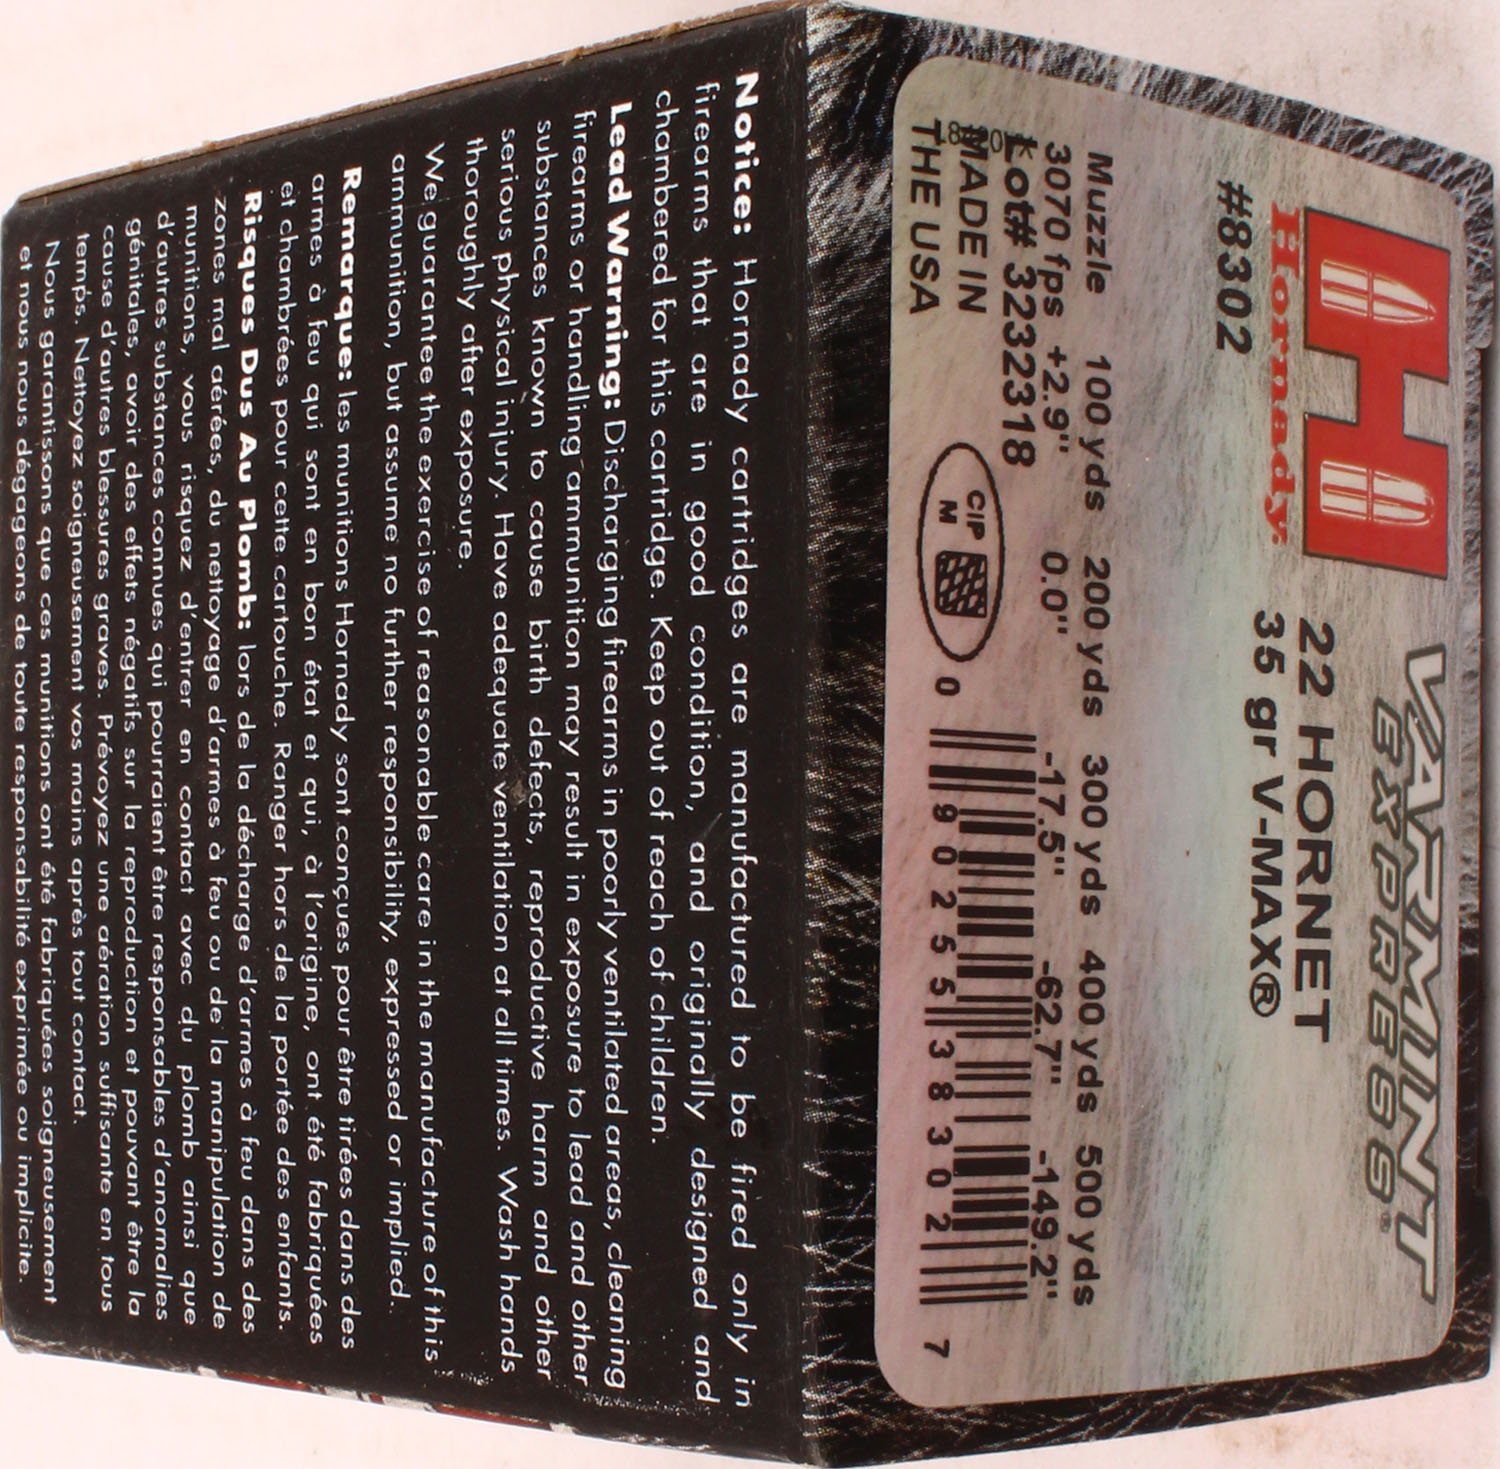 H
Hornady
VARMINT
EXPRESS®
#8302
22 HORNET
35 gr V-MAX®
Muzzle 100 yds 200 yds 300 yds 400 yds 500 yds
3070 fps +2.9" 0.0" -17.5" -62.7" -149.2"
Lot# 3232318
MADE IN
THE USA
CIP
M
0 90255 38302 7
Notice: Hornady cartridges are manufactured to be fired only in
firearms that are in good condition, and originally designed and
chambered for this cartridge. Keep out of reach of children.
Lead Warning: Discharging firearms in poorly ventilated areas, cleaning
firearms or handling ammunition may result in exposure to lead and other
substances known to cause birth defects, reproductive harm and other
serious physical injury. Have adequate ventilation at all times. Wash hands
thoroughly after exposure.
We guarantee the exercise of reasonable care in the manufacture of this
ammunition, but assume no further responsibility, expressed or implied.
Remarque: les munitions Hornady sont conçues pour être tirées dans des
armes à feu qui sont en bon état et qui, à l'origine, ont été fabriquées
et chambrées pour cette cartouche. Ranger hors de la portée des enfants.
Risques Dus Au Plomb: lors de la décharge d'armes à feu dans des
zones mal aérées, du nettoyage d'armes à feu ou de la manipulation de
munitions, vous risquez d'entrer en contact avec du plomb ainsi que
d'autres substances connues qui pourraient être responsables d'anomalies
génitales, avoir des effets négatifs sur la reproduction et pouvant être la
cause d'autres blessures graves. Prévoyez une aération suffisante en tous
temps. Nettoyez soigneusement vos mains après tout contact.
Nous garantissons que ces munitions ont été fabriquées soigneusement
et nous nous dégageons de toute responsabilité exprimée ou implicite.